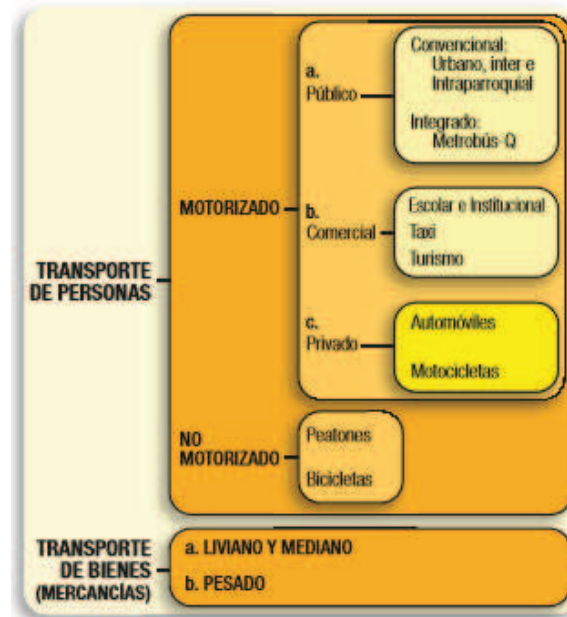 TRANSPORTE
DE PERSONAS
MOTORIZADO
a.
Público
Convencional:
Urbano, inter e
Intraparroquial
Integrado:
Metrobús-Q
b.
Comercial
Escolar e Institucional
Taxi
Turismo
c.
Privado
Automóviles
Motocicletas
NO
MOTORIZADO
Peatones
Bicicletas
TRANSPORTE
DE BIENES
(MERCANCÍAS)
a. LIVIANO Y MEDIANO
b. PESADO